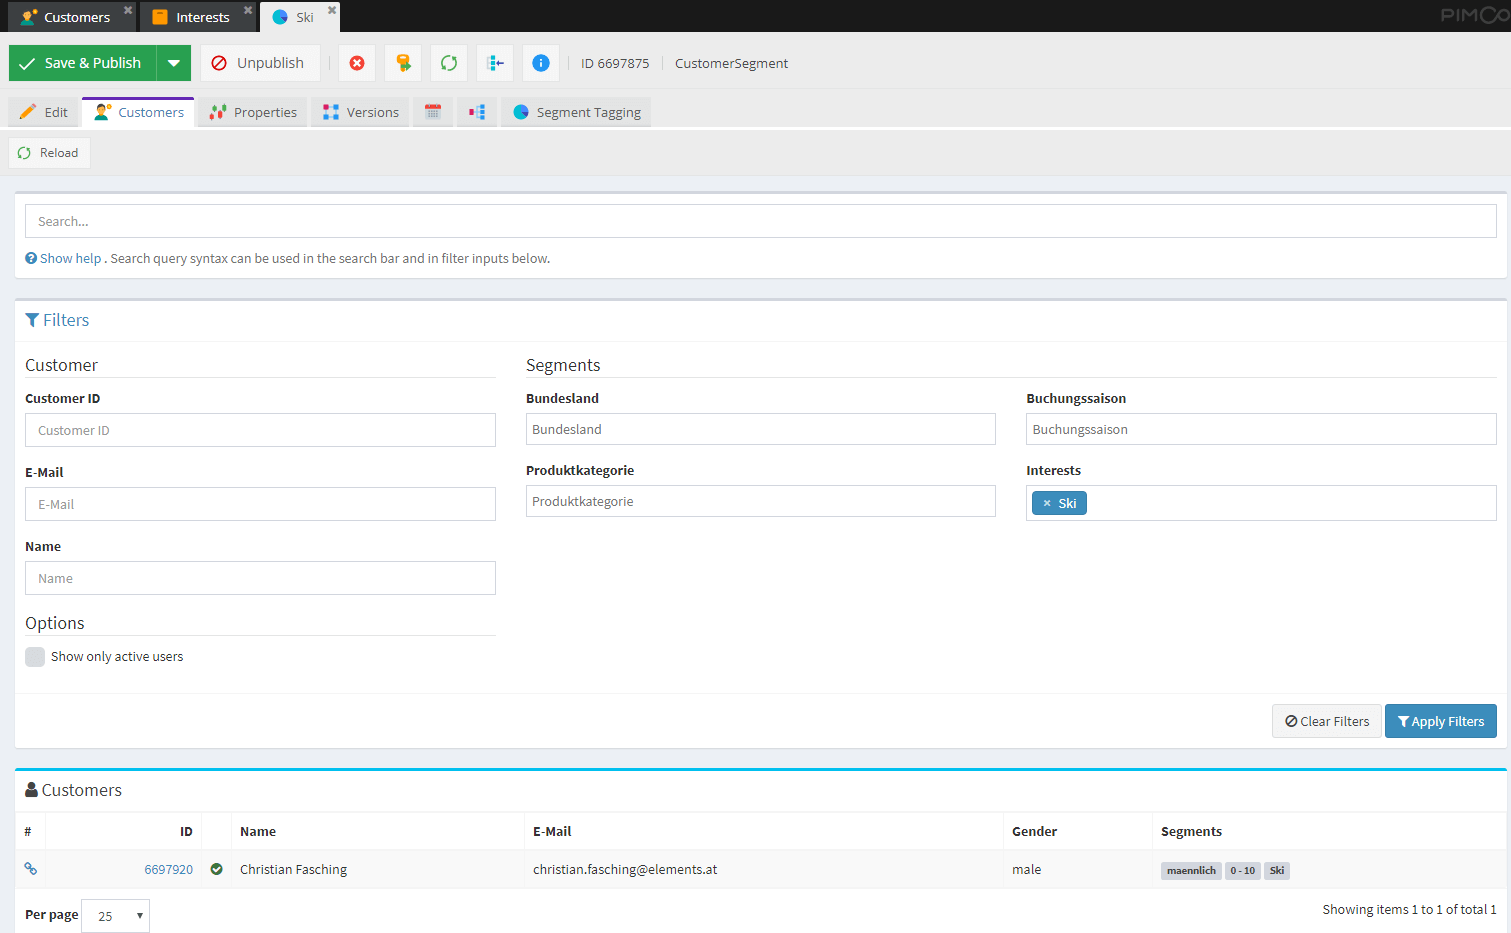 Customers Interests Ski PIMCO
Save & Publish Unpublish ID 6697875 CustomerSegment
Edit Customers Properties Versions Segment Tagging
Reload
Search...
Show help . Search query syntax can be used in the search bar and in filter inputs below.
Filters
Customer Segments
Customer ID Bundesland Buchungssaison
Customer ID Bundesland Buchungssaison
E-Mail Produktkategorie Interests
E-Mail Produktkategorie × Ski
Name
Name
Options
Show only active users
Clear Filters Apply Filters
Customers
# ID Name E-Mail Gender Segments
6697920 Christian Fasching christian.fasching@elements.at male maennlich 0 - 10 Ski
Per page 25 Showing items 1 to 1 of total 1